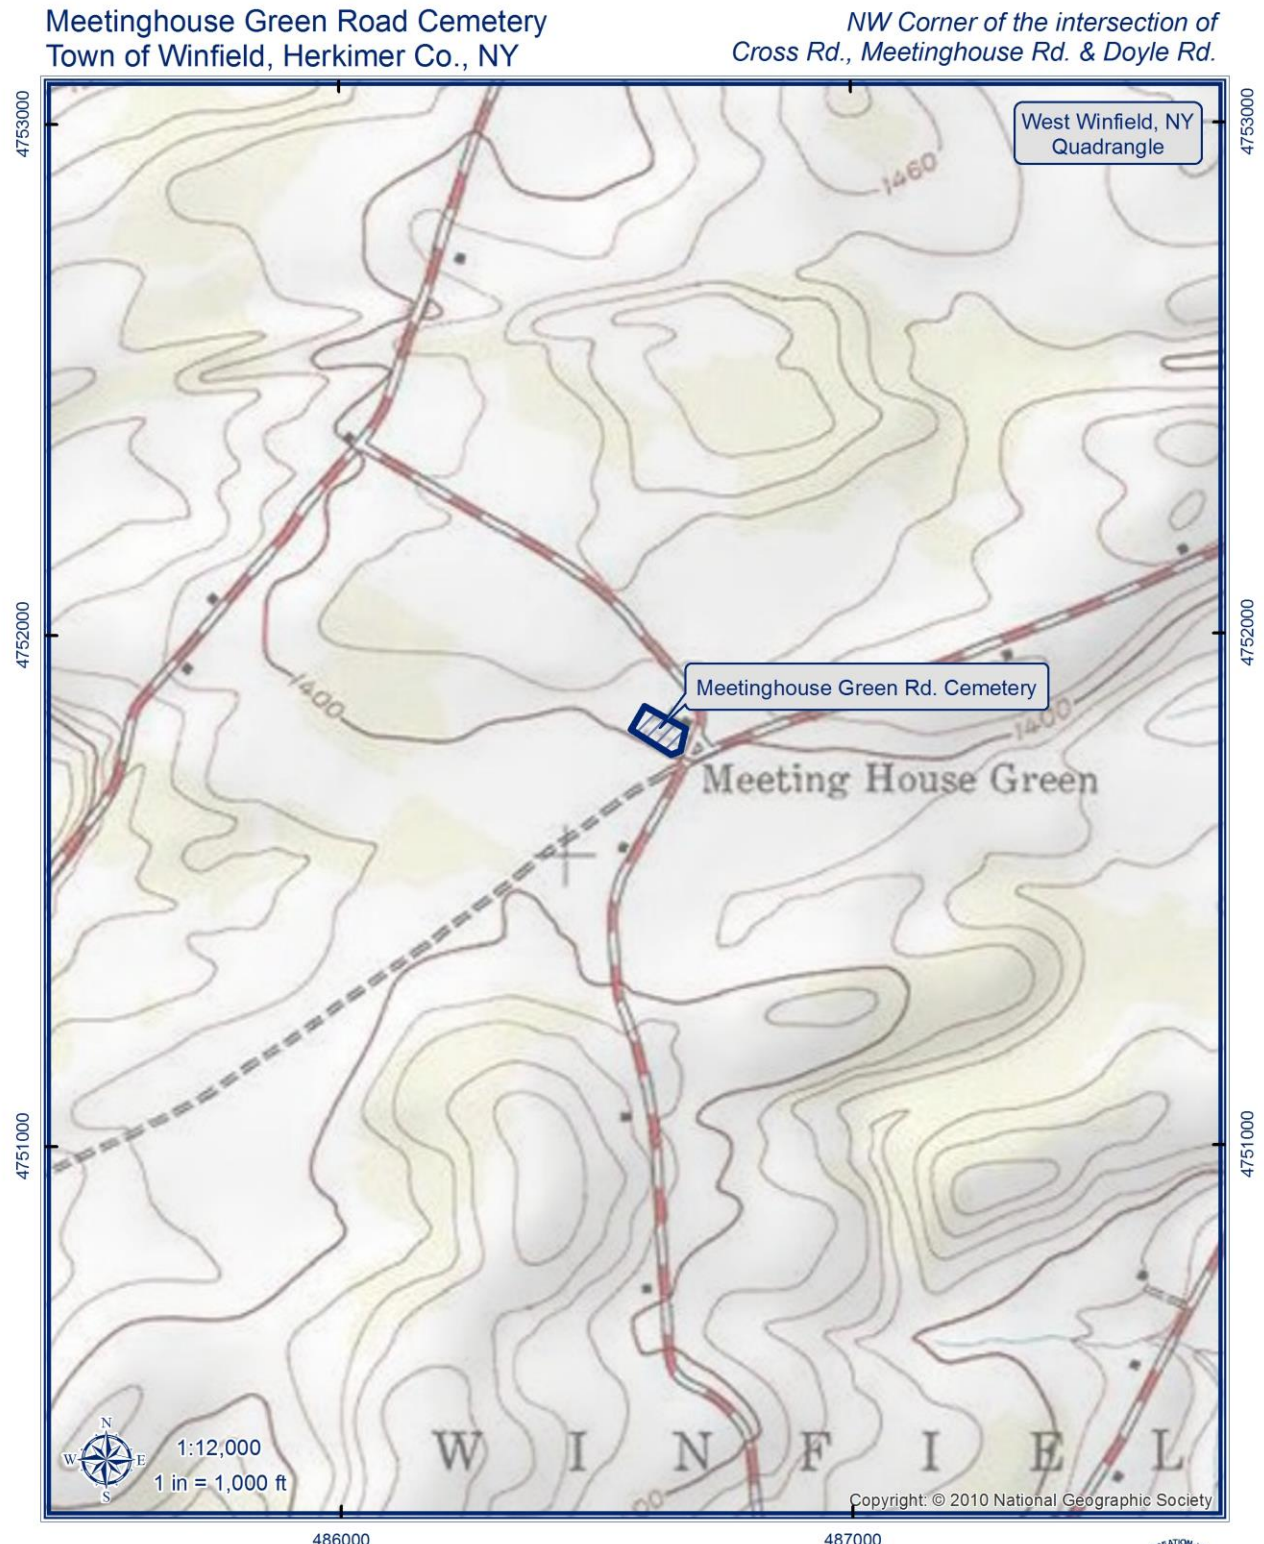 Meetinghouse Green Road Cemetery
Town of Winfield, Herkimer Co., NY
NW Corner of the intersection of
Cross Rd., Meetinghouse Rd. & Doyle Rd.
4753000
4753000
West Winfield, NY
Quadrangle
1460
4752000
4752000
1400
Meetinghouse Green Rd. Cemetery
1400
Meeting House Green
4751000
4751000
N
W E
S
1:12,000
1 in = 1,000 ft
W I N F I E L
Copyright: © 2010 National Geographic Society
486000
487000